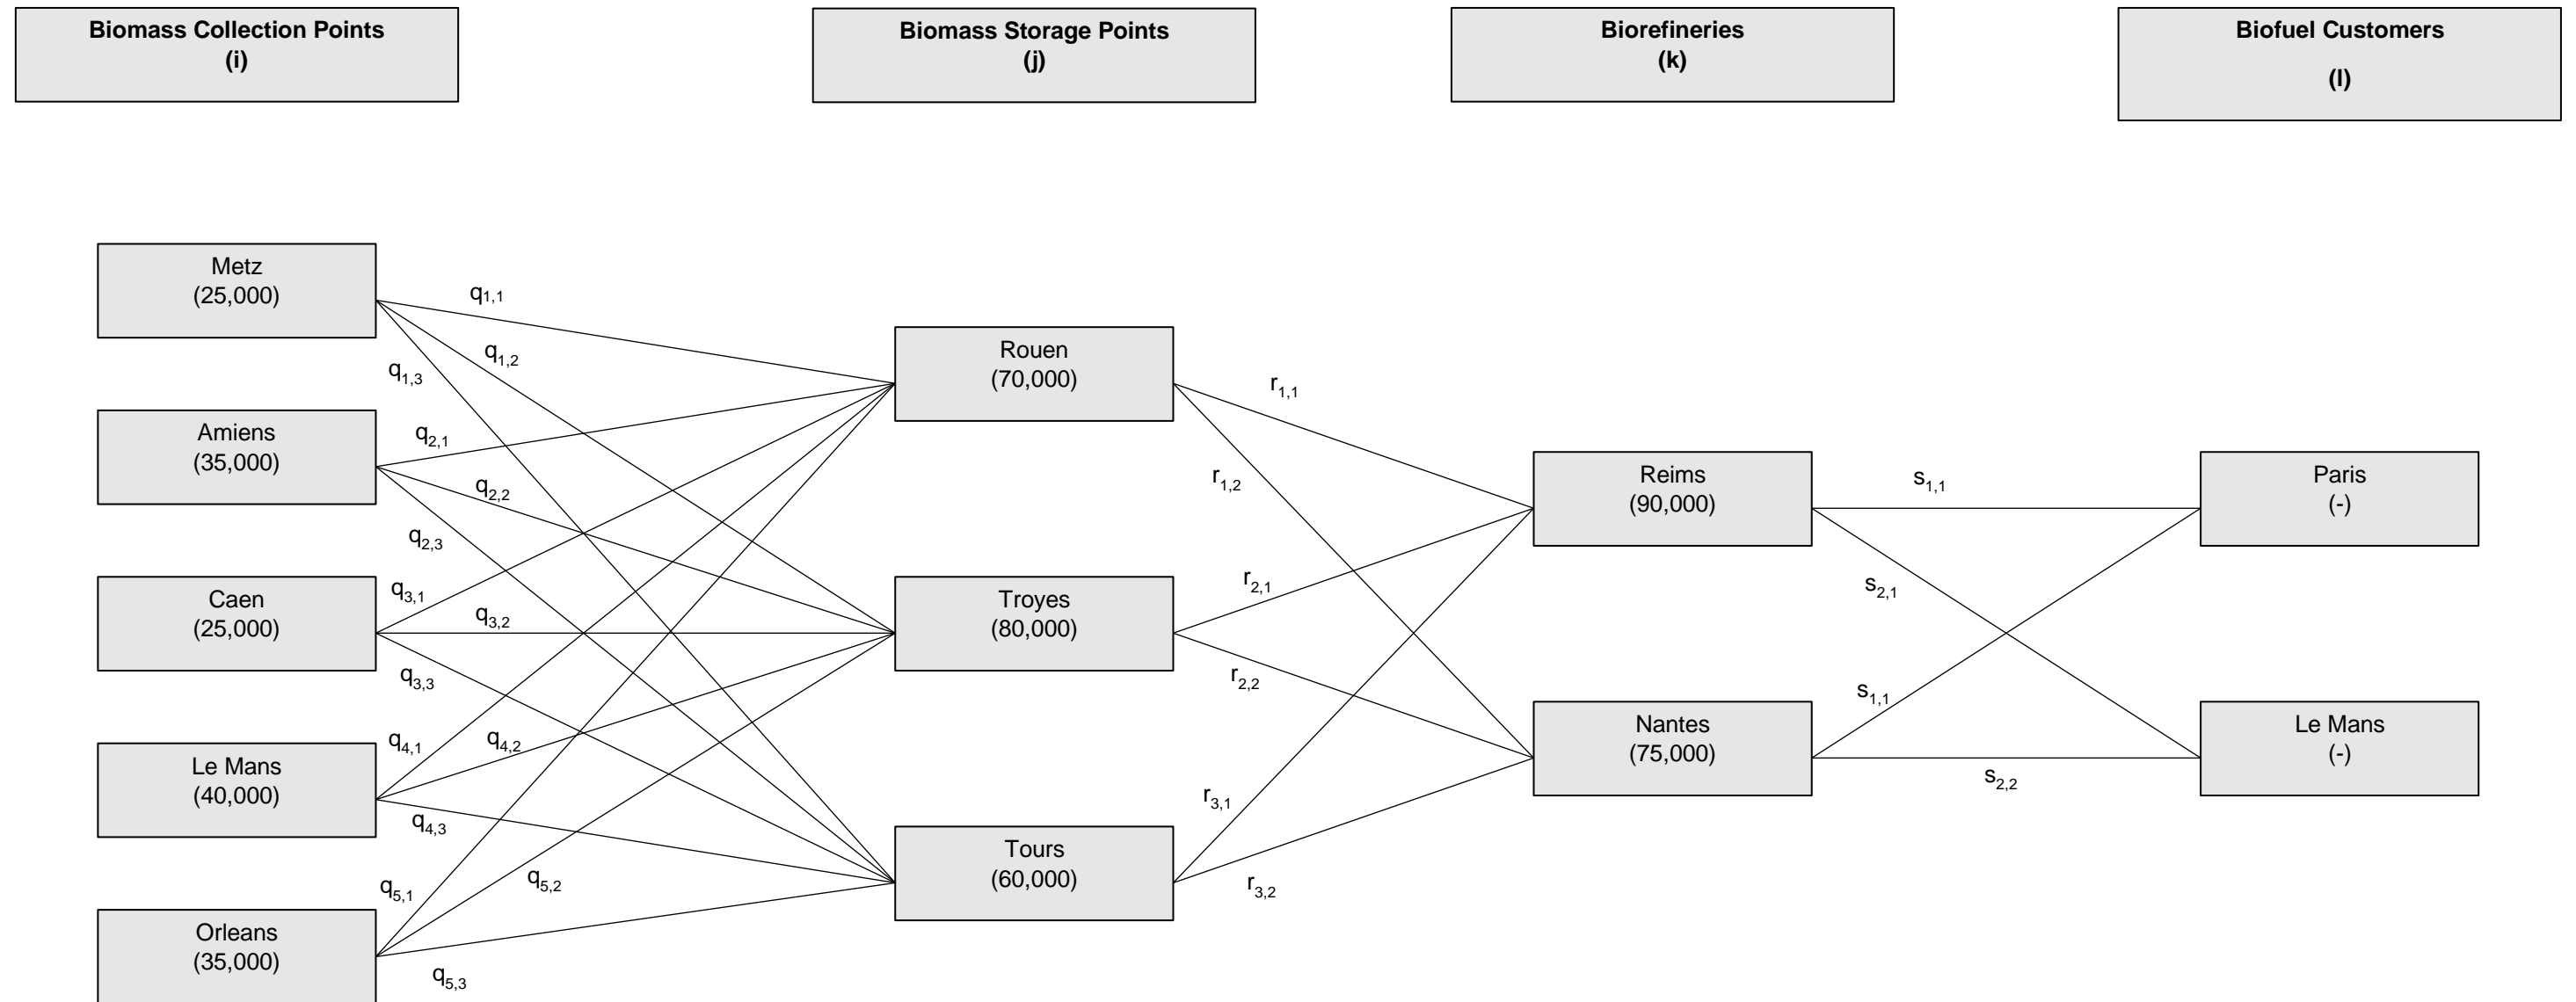 Biomass Collection Points
(i)
Biomass Storage Points
(j)
Biorefineries
(k)
Biofuel Customers
(l)
Metz
(25,000)
Amiens
(35,000)
Caen
(25,000)
Le Mans
(40,000)
Orleans
(35,000)
q1,1
q1,2
q1,3
q2,1
q2,2
q2,3
q3,1
q3,2
q3,3
q4,1
q4,2
q4,3
q5,1
q5,2
q5,3
Rouen
(70,000)
Troyes
(80,000)
Tours
(60,000)
r1,1
r1,2
r2,1
r2,2
r3,1
r3,2
Reims
(90,000)
Nantes
(75,000)
s1,1
s2,1
s1,1
s2,2
Paris
(-)
Le Mans
(-)